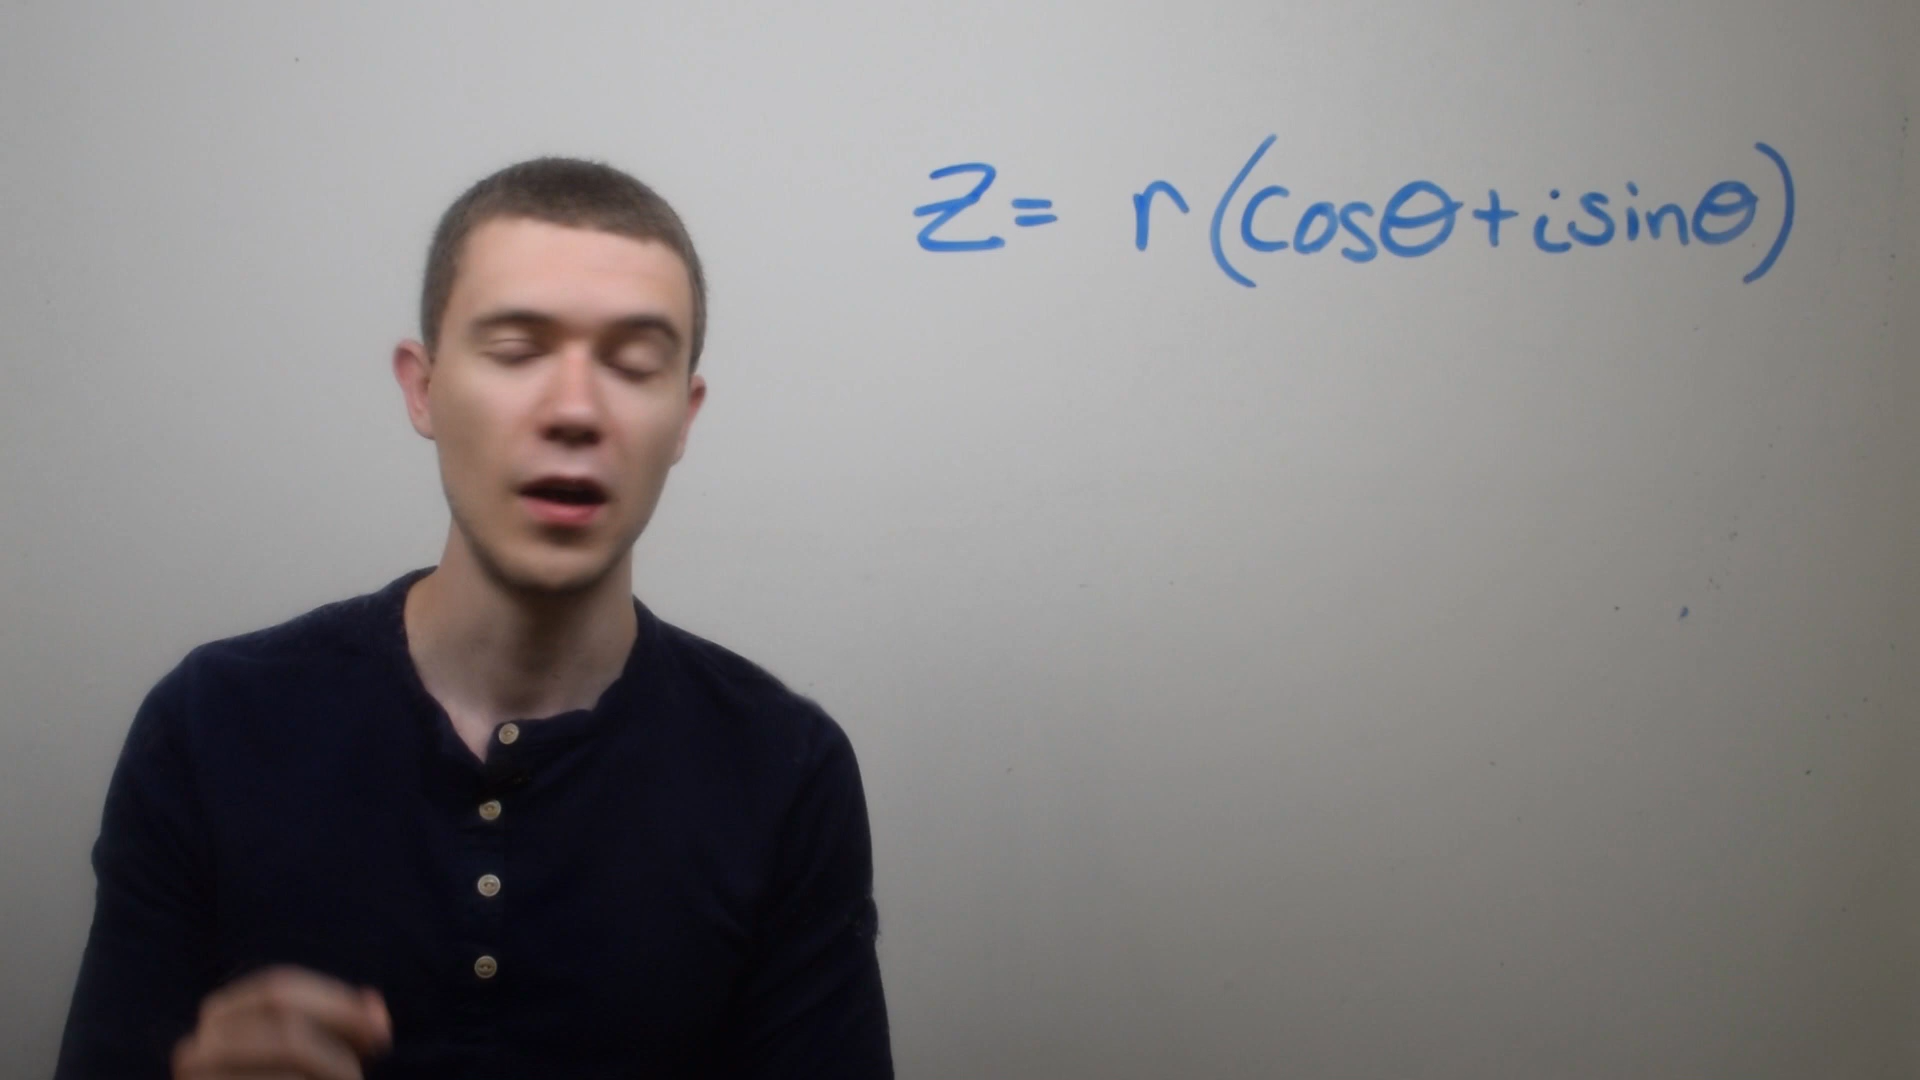 z= r(cosθ+isinθ)